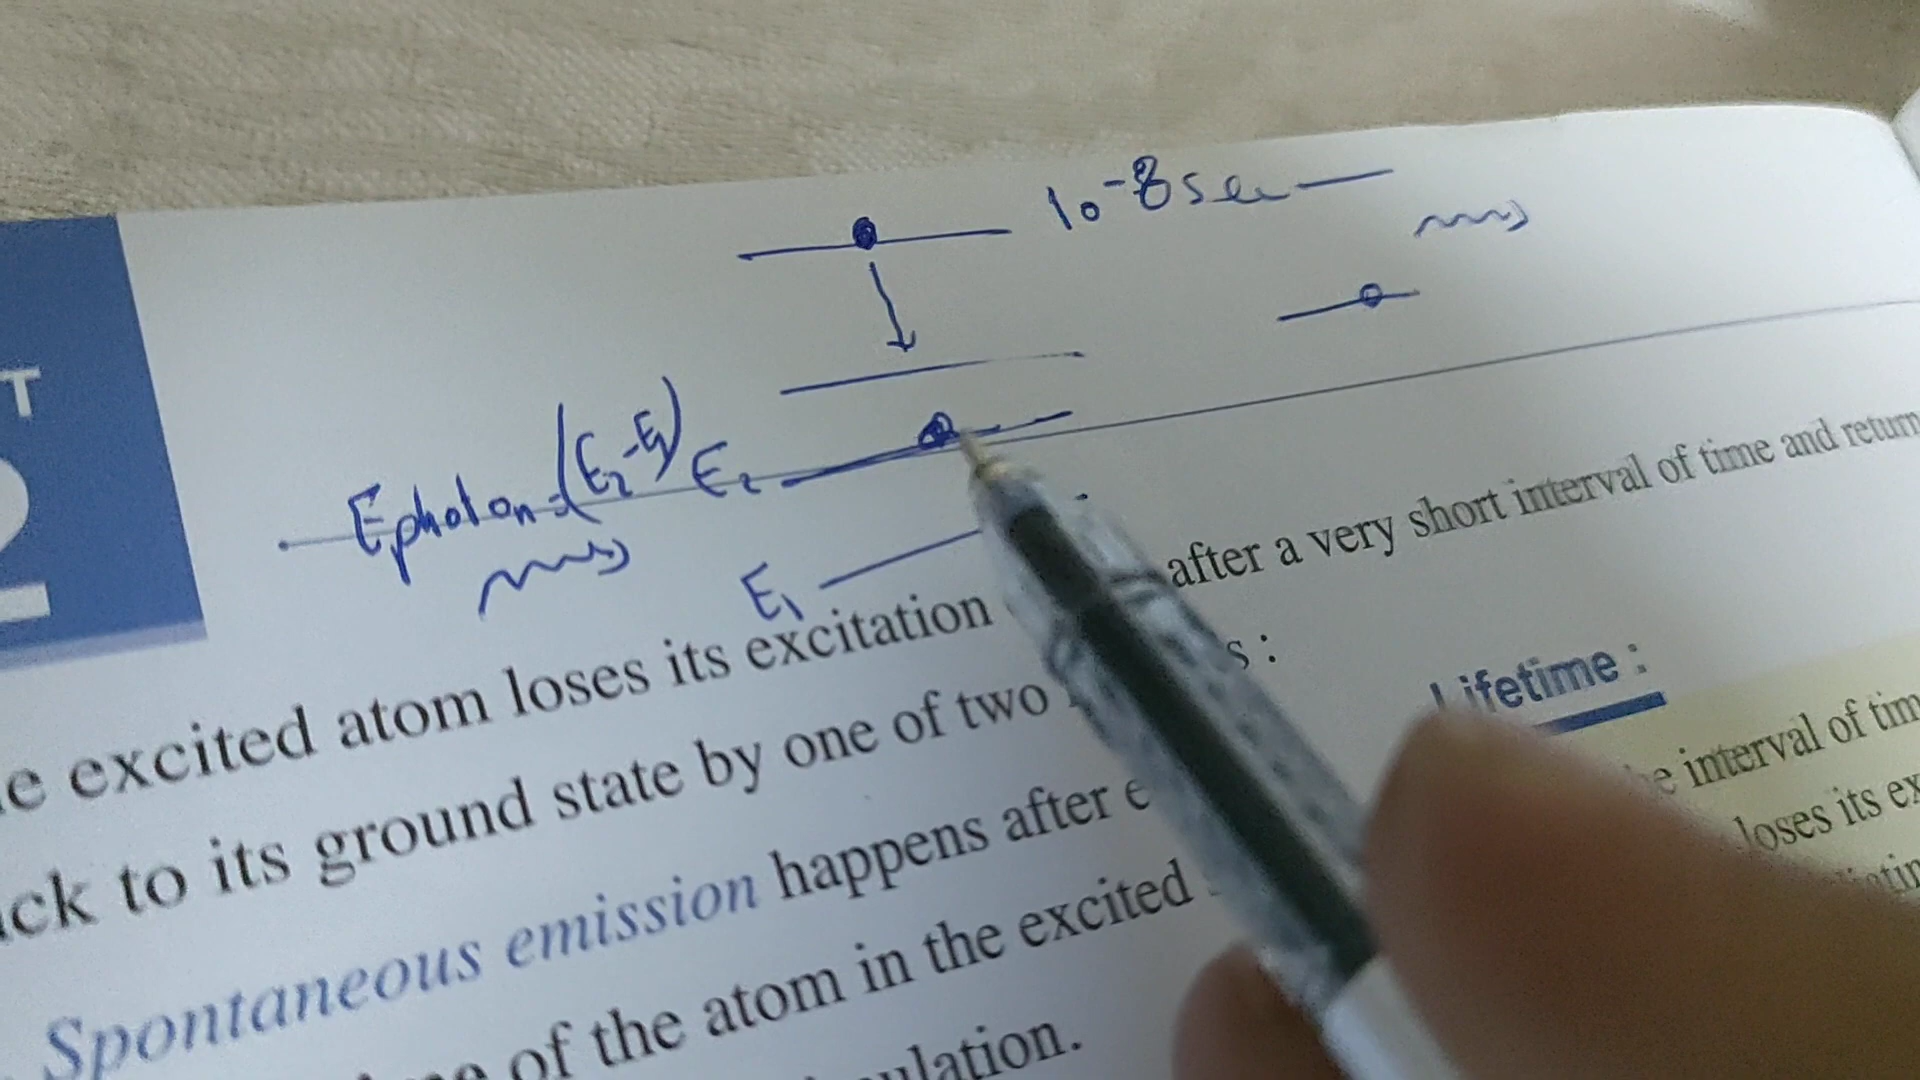 10-8 sec
Ephoton=(E2-E1) E2
E1
T
2
e excited atom loses its excitation after a very short interval of time and return
ck to its ground state by one of two s :
Spontaneous emission happens after e
of the atom in the excited
ulation.
Lifetime :
e interval of tim
loses its ex